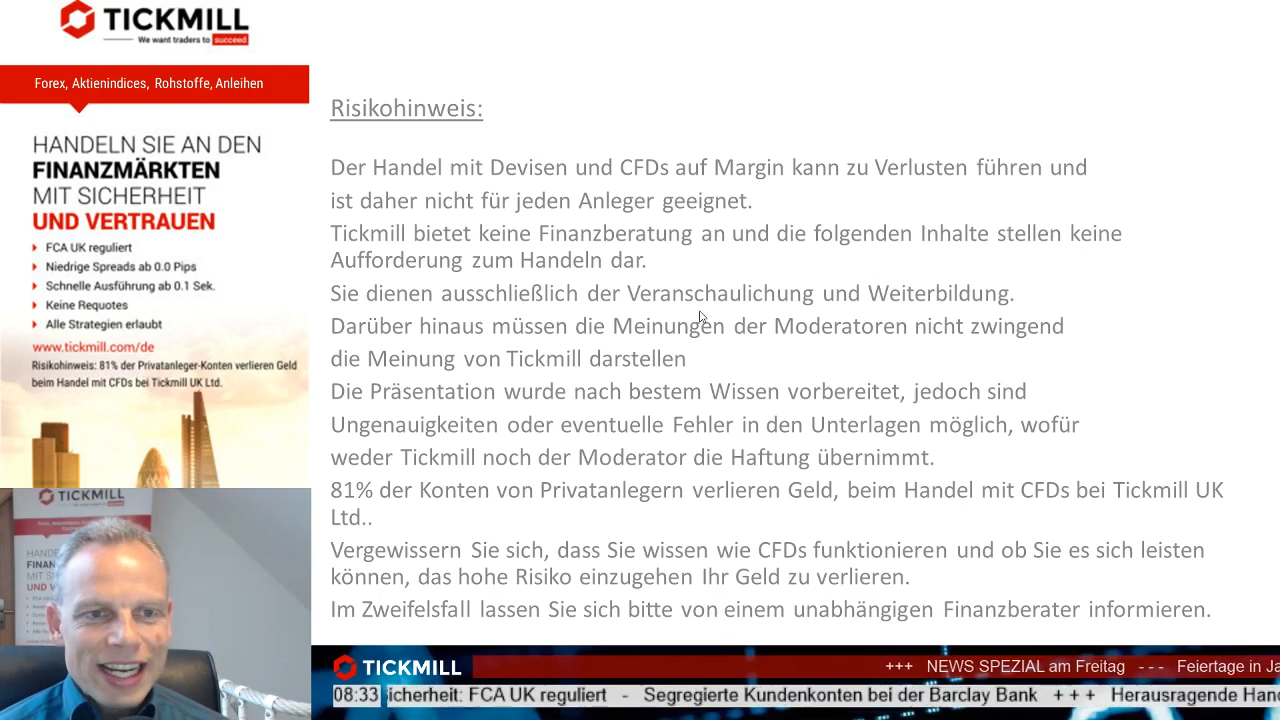 TICKMILL
We want traders to succeed
Forex, Aktienindices, Rohstoffe, Anleihen
HANDELN SIE AN DEN
FINANZMÄRKTEN
MIT SICHERHEIT
UND VERTRAUEN
FCA UK reguliert
Niedrige Spreads ab 0.0 Pips
Schnelle Ausführung ab 0.1 Sek.
Keine Requotes
Alle Strategien erlaubt
www.tickmill.com/de
Risikohinweis: 81% der Privatanleger-Konten verlieren Geld
beim Handel mit CFDs bei Tickmill UK Ltd.
Risikohinweis:
Der Handel mit Devisen und CFDs auf Margin kann zu Verlusten führen und
ist daher nicht für jeden Anleger geeignet.
Tickmill bietet keine Finanzberatung an und die folgenden Inhalte stellen keine
Aufforderung zum Handeln dar.
Sie dienen ausschließlich der Veranschaulichung und Weiterbildung.
Darüber hinaus müssen die Meinungen der Moderatoren nicht zwingend
die Meinung von Tickmill darstellen
Die Präsentation wurde nach bestem Wissen vorbereitet, jedoch sind
Ungenauigkeiten oder eventuelle Fehler in den Unterlagen möglich, wofür
weder Tickmill noch der Moderator die Haftung übernimmt.
81% der Konten von Privatanlegern verlieren Geld, beim Handel mit CFDs bei Tickmill UK
Ltd..
Vergewissern Sie sich, dass Sie wissen wie CFDs funktionieren und ob Sie es sich leisten
können, das hohe Risiko einzugehen Ihr Geld zu verlieren.
Im Zweifelsfall lassen Sie sich bitte von einem unabhängigen Finanzberater informieren.
TICKMILL
HANDE
FINAN
MIT SI
UND V
TICKMILL
+++ NEWS SPEZIAL am Freitag --- Feiertage in Ja
08:33 icherheit: FCA UK reguliert - Segregierte Kundenkonten bei der Barclay Bank +++ Herausragende Han